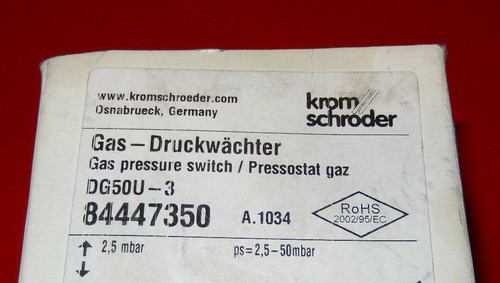 www.kromschroeder.com
Osnabrueck, Germany
krom
schroder
Gas-Druckwächter
Gas pressure switch / Pressostat gaz
DG50U-3
84447350 A.1034
RoHS
2002/95/EC
2,5 mbar ps=2,5-50mbar